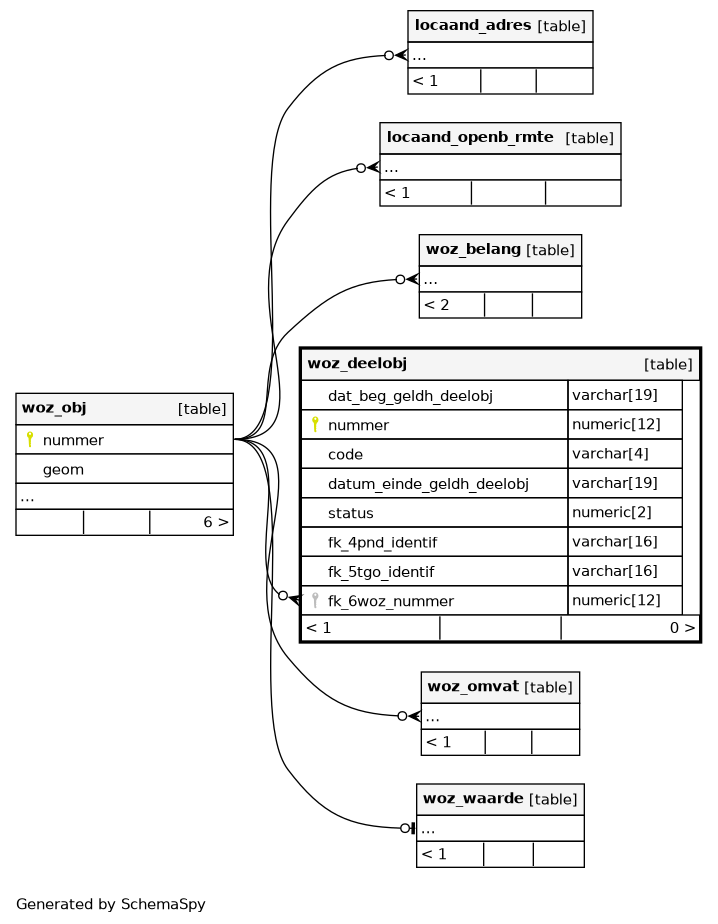 locaand_adres [table]
...
< 1
locaand_openb_rmte [table]
...
< 1
woz_belang [table]
...
< 2
woz_deelobj [table]
dat_beg_geldh_deelobj varchar[19]
nummer numeric[12]
code varchar[4]
datum_einde_geldh_deelobj varchar[19]
status numeric[2]
fk_4pnd_identif varchar[16]
fk_5tgo_identif varchar[16]
fk_6woz_nummer numeric[12]
< 1 0 >
woz_obj [table]
nummer
geom
...
6 >
woz_omvat [table]
...
< 1
woz_waarde [table]
...
< 1
Generated by SchemaSpy